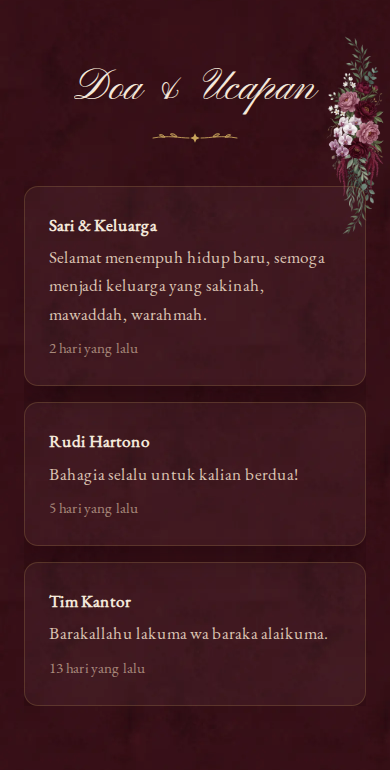 Doa & Ucapan
Sari & Keluarga
Selamat menempuh hidup baru, semoga
menjadi keluarga yang sakinah,
mawaddah, warahmah.
2 hari yang lalu
Rudi Hartono
Bahagia selalu untuk kalian berdua!
5 hari yang lalu
Tim Kantor
Barakallahu lakuma wa baraka alaikuma.
13 hari yang lalu